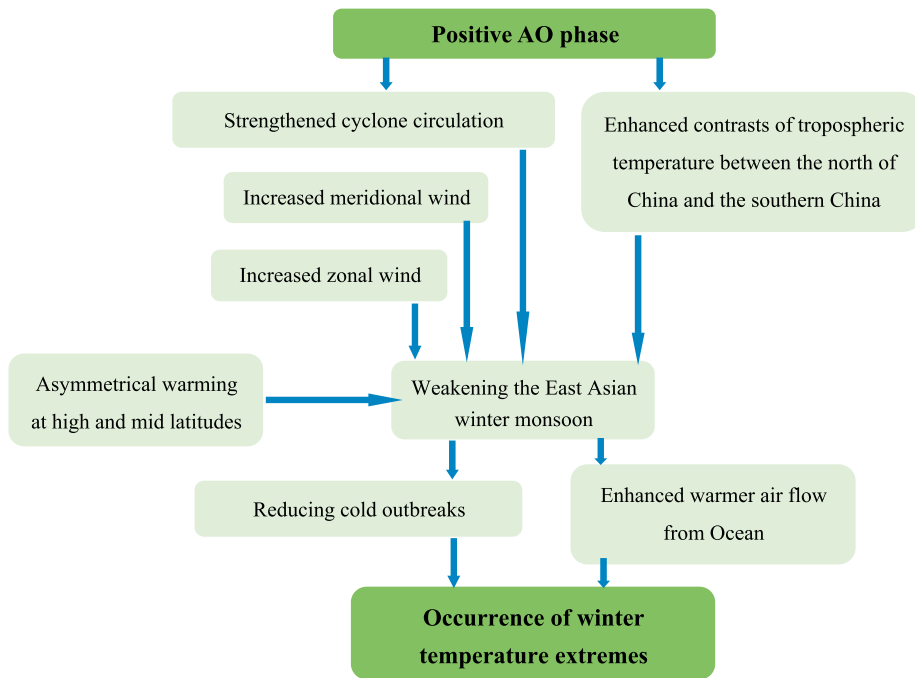 Positive AO phase
Strengthened cyclone circulation
Enhanced contrasts of tropospheric
temperature between the north of
China and the southern China
Increased meridional wind
Increased zonal wind
Asymmetrical warming
at high and mid latitudes
Weakening the East Asian
winter monsoon
Reducing cold outbreaks
Enhanced warmer air flow
from Ocean
Occurrence of winter
temperature extremes